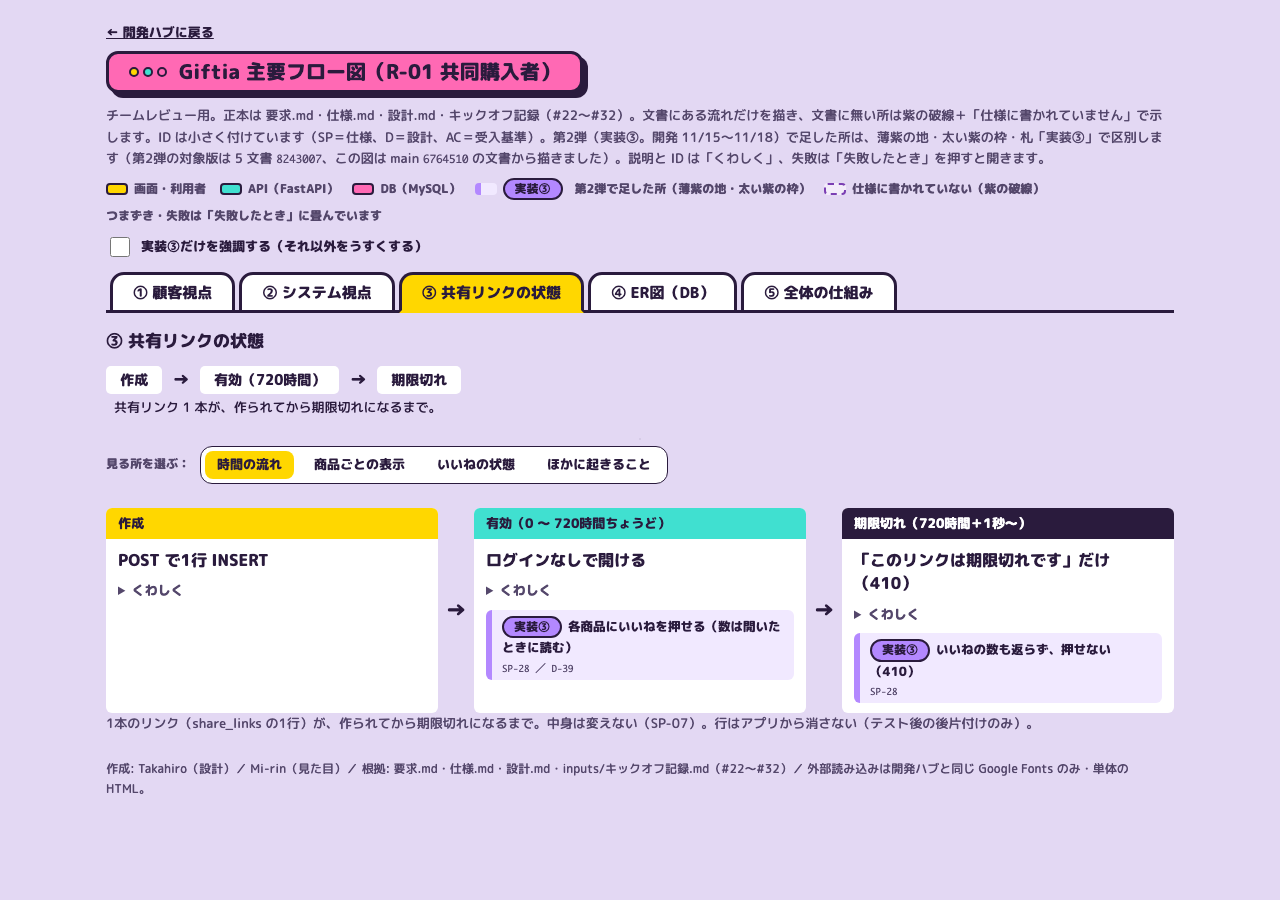 ← 開発ハブに戻る
Giftia 主要フロー図（R-01 共同購入者）
チームレビュー用。正本は 要求.md・仕様.md・設計.md・キックオフ記録（#22〜#32）。文書にある流れだけを描き、文書に無い所は紫の破線＋「仕様に書かれていません」で示
します。ID は小さく付けています（SP＝仕様、D＝設計、AC＝受入基準）。第2弾（実装③。開発 11/15〜11/18）で足した所は、薄紫の地・太い紫の枠・札「実装③」で区別しま
す（第2弾の対象版は 5 文書 8243007、この図は main 6764510 の文書から描きました）。説明と ID は「くわしく」、失敗は「失敗したとき」を押すと開きます。
画面・利用者 API（FastAPI） DB（MySQL） 実装③ 第2弾で足した所（薄紫の地・太い紫の枠） 仕様に書かれていない（紫の破線）
つまずき・失敗は「失敗したとき」に畳んでいます
実装③だけを強調する（それ以外をうすくする）
① 顧客視点 ② システム視点 ③ 共有リンクの状態 ④ ER図（DB） ⑤ 全体の仕組み
③ 共有リンクの状態
作成 → 有効（720時間） → 期限切れ
共有リンク 1 本が、作られてから期限切れになるまで。
見る所を選ぶ： 時間の流れ 商品ごとの表示 いいねの状態 ほかに起きること
作成
POST で1行 INSERT
▶ くわしく
→
有効（0 〜 720時間ちょうど）
ログインなしで開ける
▶ くわしく
実装③ 各商品にいいねを押せる（数は開いた
ときに読む）
SP-28 ／ D-39
→
期限切れ（720時間＋1秒〜）
「このリンクは期限切れです」だけ
（410）
▶ くわしく
実装③ いいねの数も返らず、押せない
（410）
SP-28
1本のリンク（share_links の1行）が、作られてから期限切れになるまで。中身は変えない（SP-07）。行はアプリから消さない（テスト後の後片付けのみ）。
作成: Takahiro（設計）／ Mi-rin（見た目）／ 根拠: 要求.md・仕様.md・設計.md・inputs/キックオフ記録.md（#22〜#32）／ 外部読み込みは開発ハブと同じ Google Fonts のみ・単体の
HTML。